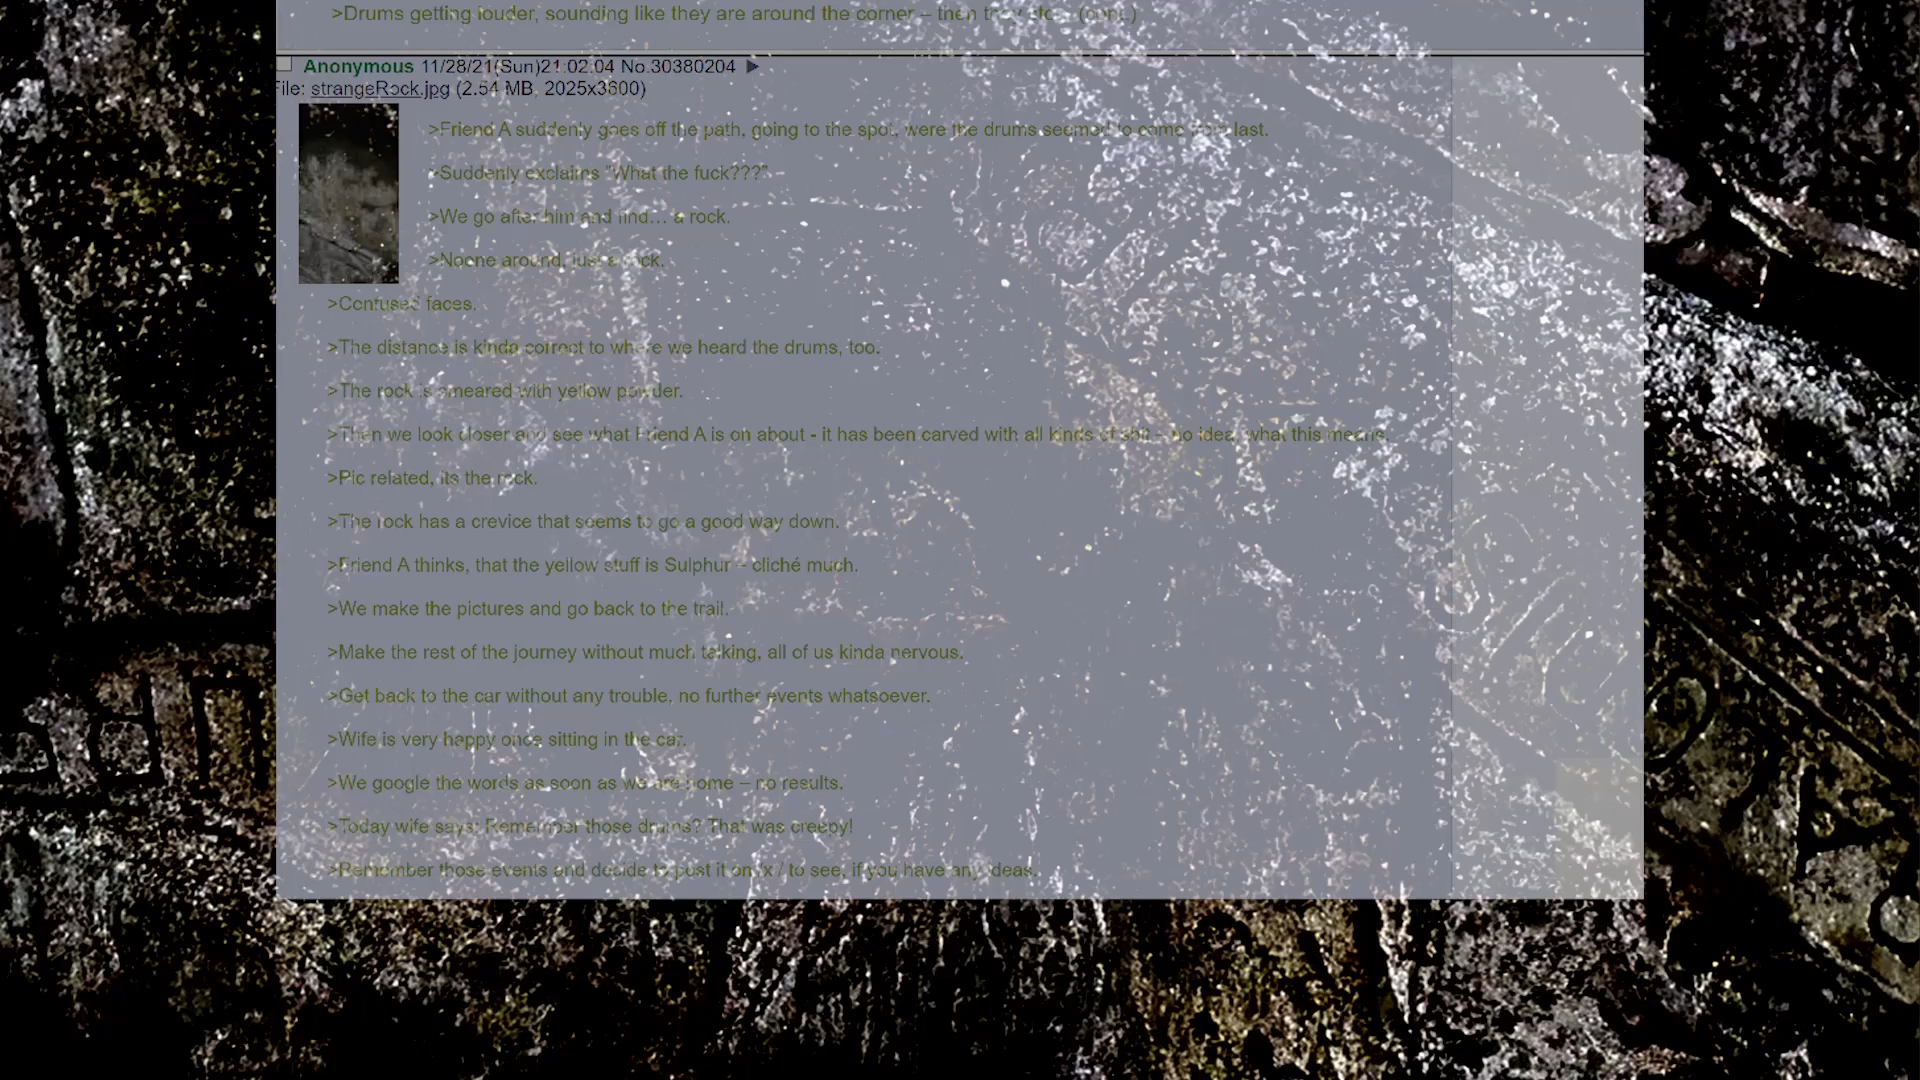 >Drums getting louder, sounding like they are around the corner – then they stop. (cont.)
Anonymous 11/28/21(Sun)21:02:04 No.30380204 ▶
File: strangeRock.jpg (2.54 MB, 2025x3600)
>Friend A suddenly goes off the path, going to the spot, were the drums seemed to come from last.
>Suddenly exclaims "What the fuck???"
>We go after him and find... a rock.
>Noone around, just a rock.
>Confused faces.
>The distance is kinda correct to where we heard the drums, too.
>The rock is smeared with yellow powder.
>Then we look closer and see what Friend A is on about - it has been carved with all kinds of shit – no idea, what this means.
>Pic related, its the rock.
>The rock has a crevice that seems to go a good way down.
>Friend A thinks, that the yellow stuff is Sulphur – cliché much.
>We make the pictures and go back to the trail.
>Make the rest of the journey without much talking, all of us kinda nervous.
>Get back to the car without any trouble, no further events whatsoever.
>Wife is very happy once sitting in the car.
>We google the words as soon as we are home – no results.
>Today wife says: Remember those drums? That was creepy!
>Remember those events and decide to post it on /x / to see, if you have any ideas.